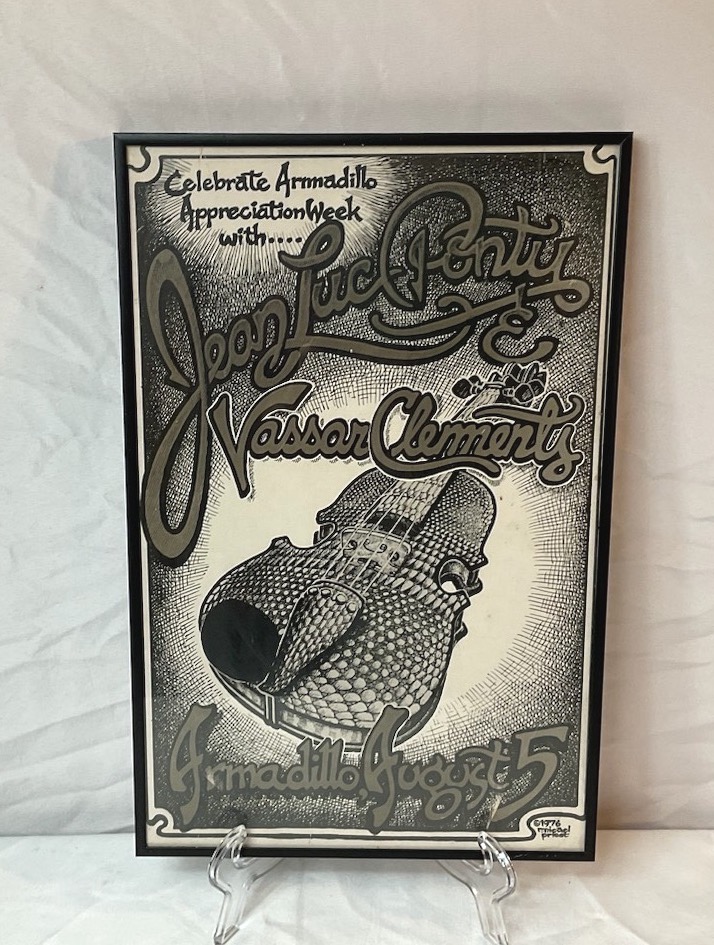 Celebrate Armadillo
Appreciation Week
with....
Jean Luc Ponty
&
Vassar Clements
Armadillo, August 5
©1976
micael
priest